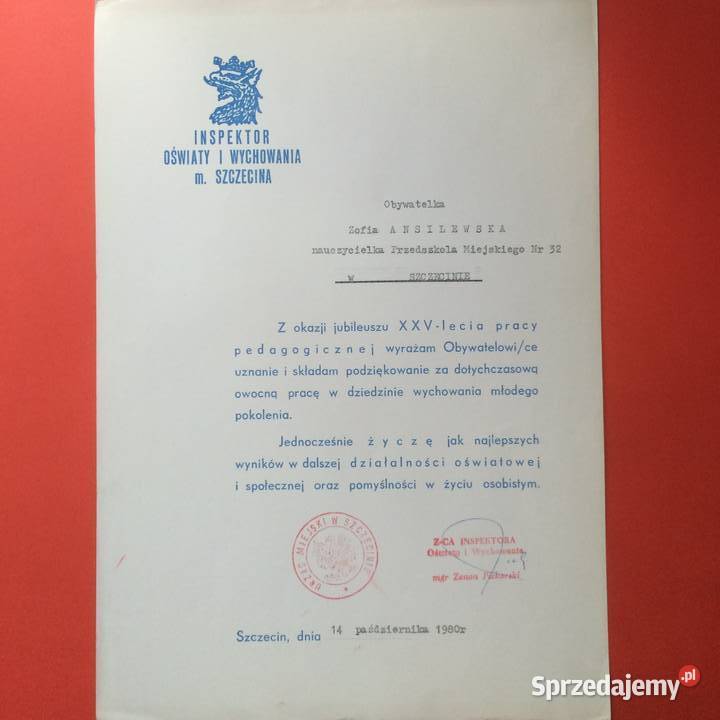 INSPEKTOR
OŚWIATY I WYCHOWANIA
m. SZCZECINA
Obywatelka
Zofia ANSILEWSKA
nauczycielka Przedszkola Miejskiego Nr 32
w SZCZECINIE
Z okazji jubileuszu XXV-lecia pracy
pedagogicznej wyrażam Obywatelowi/ce
uznanie i składam podziękowanie za dotychczasową
owocną pracę w dziedzinie wychowania młodego
pokolenia.
Jednocześnie życzę jak najlepszych
wyników w dalszej działalności oświatowej
i społecznej oraz pomyślności w życiu osobistym.
URZĄD MIEJSKI W SZCZECINIE
Z-CA INSPEKTORA
Oświaty i Wychowania
mgr Zenon
Szczecin, dnia 14 października 1980r
Sprzedajemy.pl